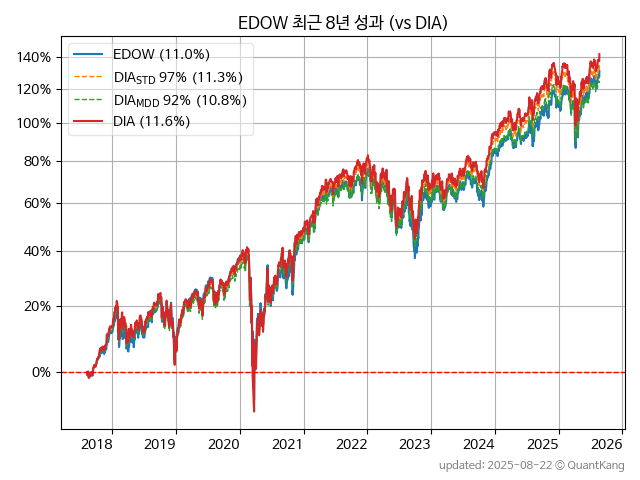 EDOW 최근 8년 성과 (vs DIA)
EDOW (11.0%)
DIASTD 97% (11.3%)
DIAMDD 92% (10.8%)
DIA (11.6%)
140%
120%
100%
80%
60%
40%
20%
0%
2018 2019 2020 2021 2022 2023 2024 2025 2026
updated: 2025-08-22 © QuantKang